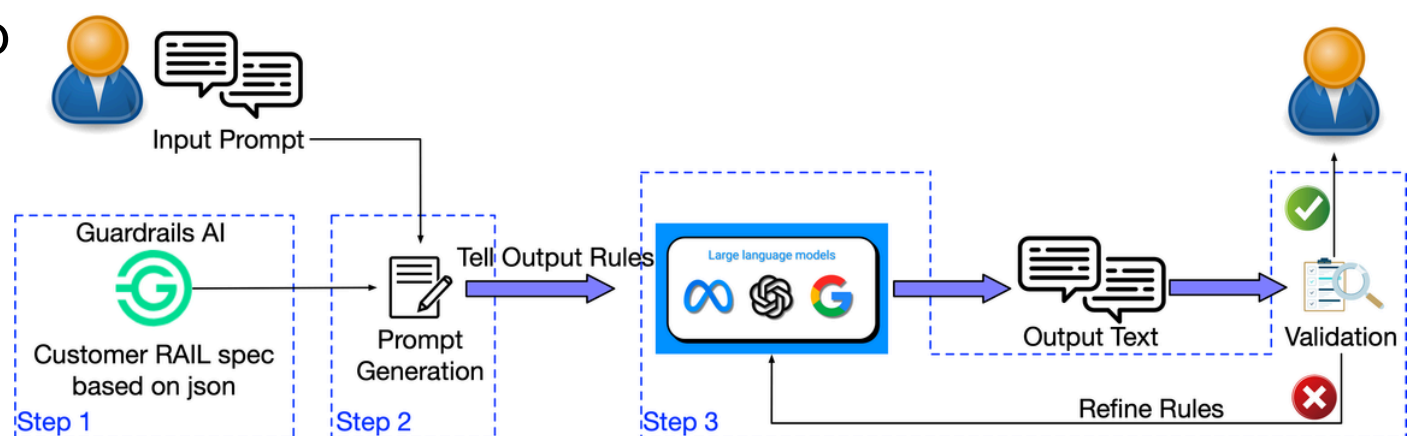 Input Prompt
Guardrails AI
Customer RAIL spec
based on json
Step 1
Prompt
Generation
Step 2
Tell Output Rules
Large language models
Output Text
Validation
Refine Rules
Step 3